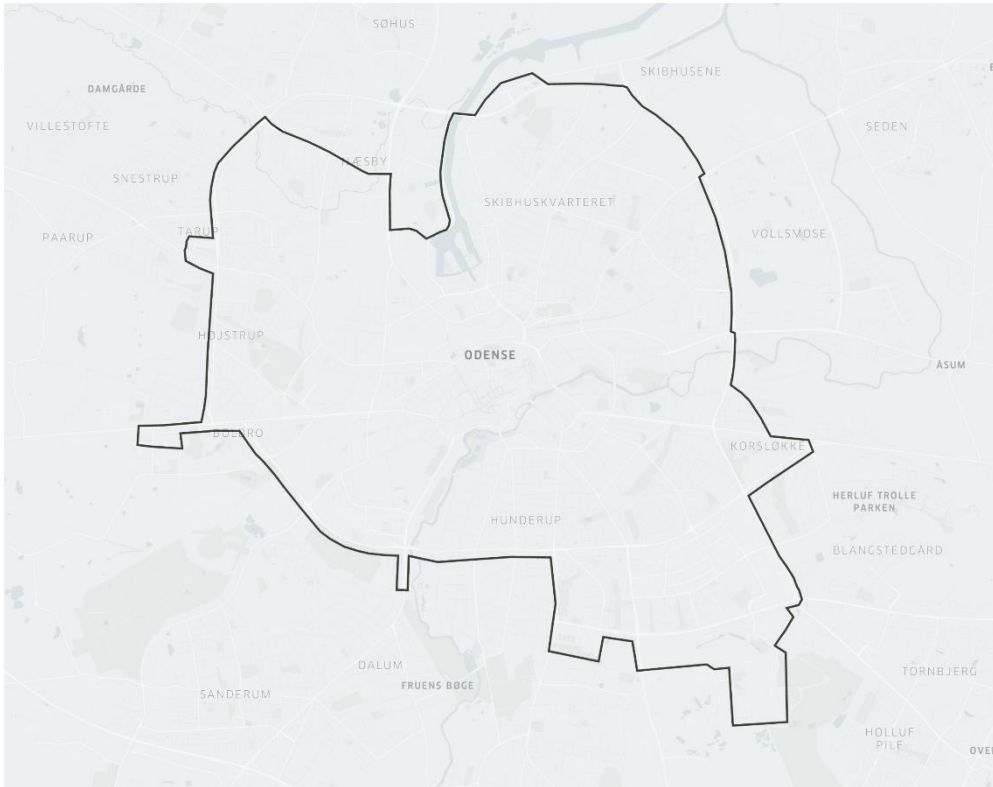 SØHUS
SKIBHUSENE
DAMGÅRDE
VILLESTOFTE
SEDEN
NÆSBY
SNESTRUP
SKIBHUSKVARTERET
TARUP
VOLLSMOSE
PAARUP
HØJSTRUP
ODENSE
ÅSUM
BOLBRO
KORSLØKKE
HERLUF TROLLE
PARKEN
HUNDERUP
BLANGSTEDGÅRD
DALUM
TORNBJERG
FRUENS BØGE
SANDERUM
HOLLUF
PILE
OVE